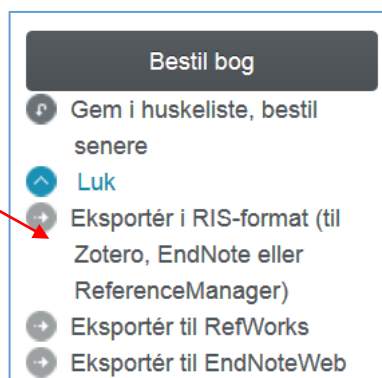 Bestil bog
Gem i huskeliste, bestil
senere
Luk
Eksportér i RIS-format (til
Zotero, EndNote eller
ReferenceManager)
Eksportér til RefWorks
Eksportér til EndNoteWeb